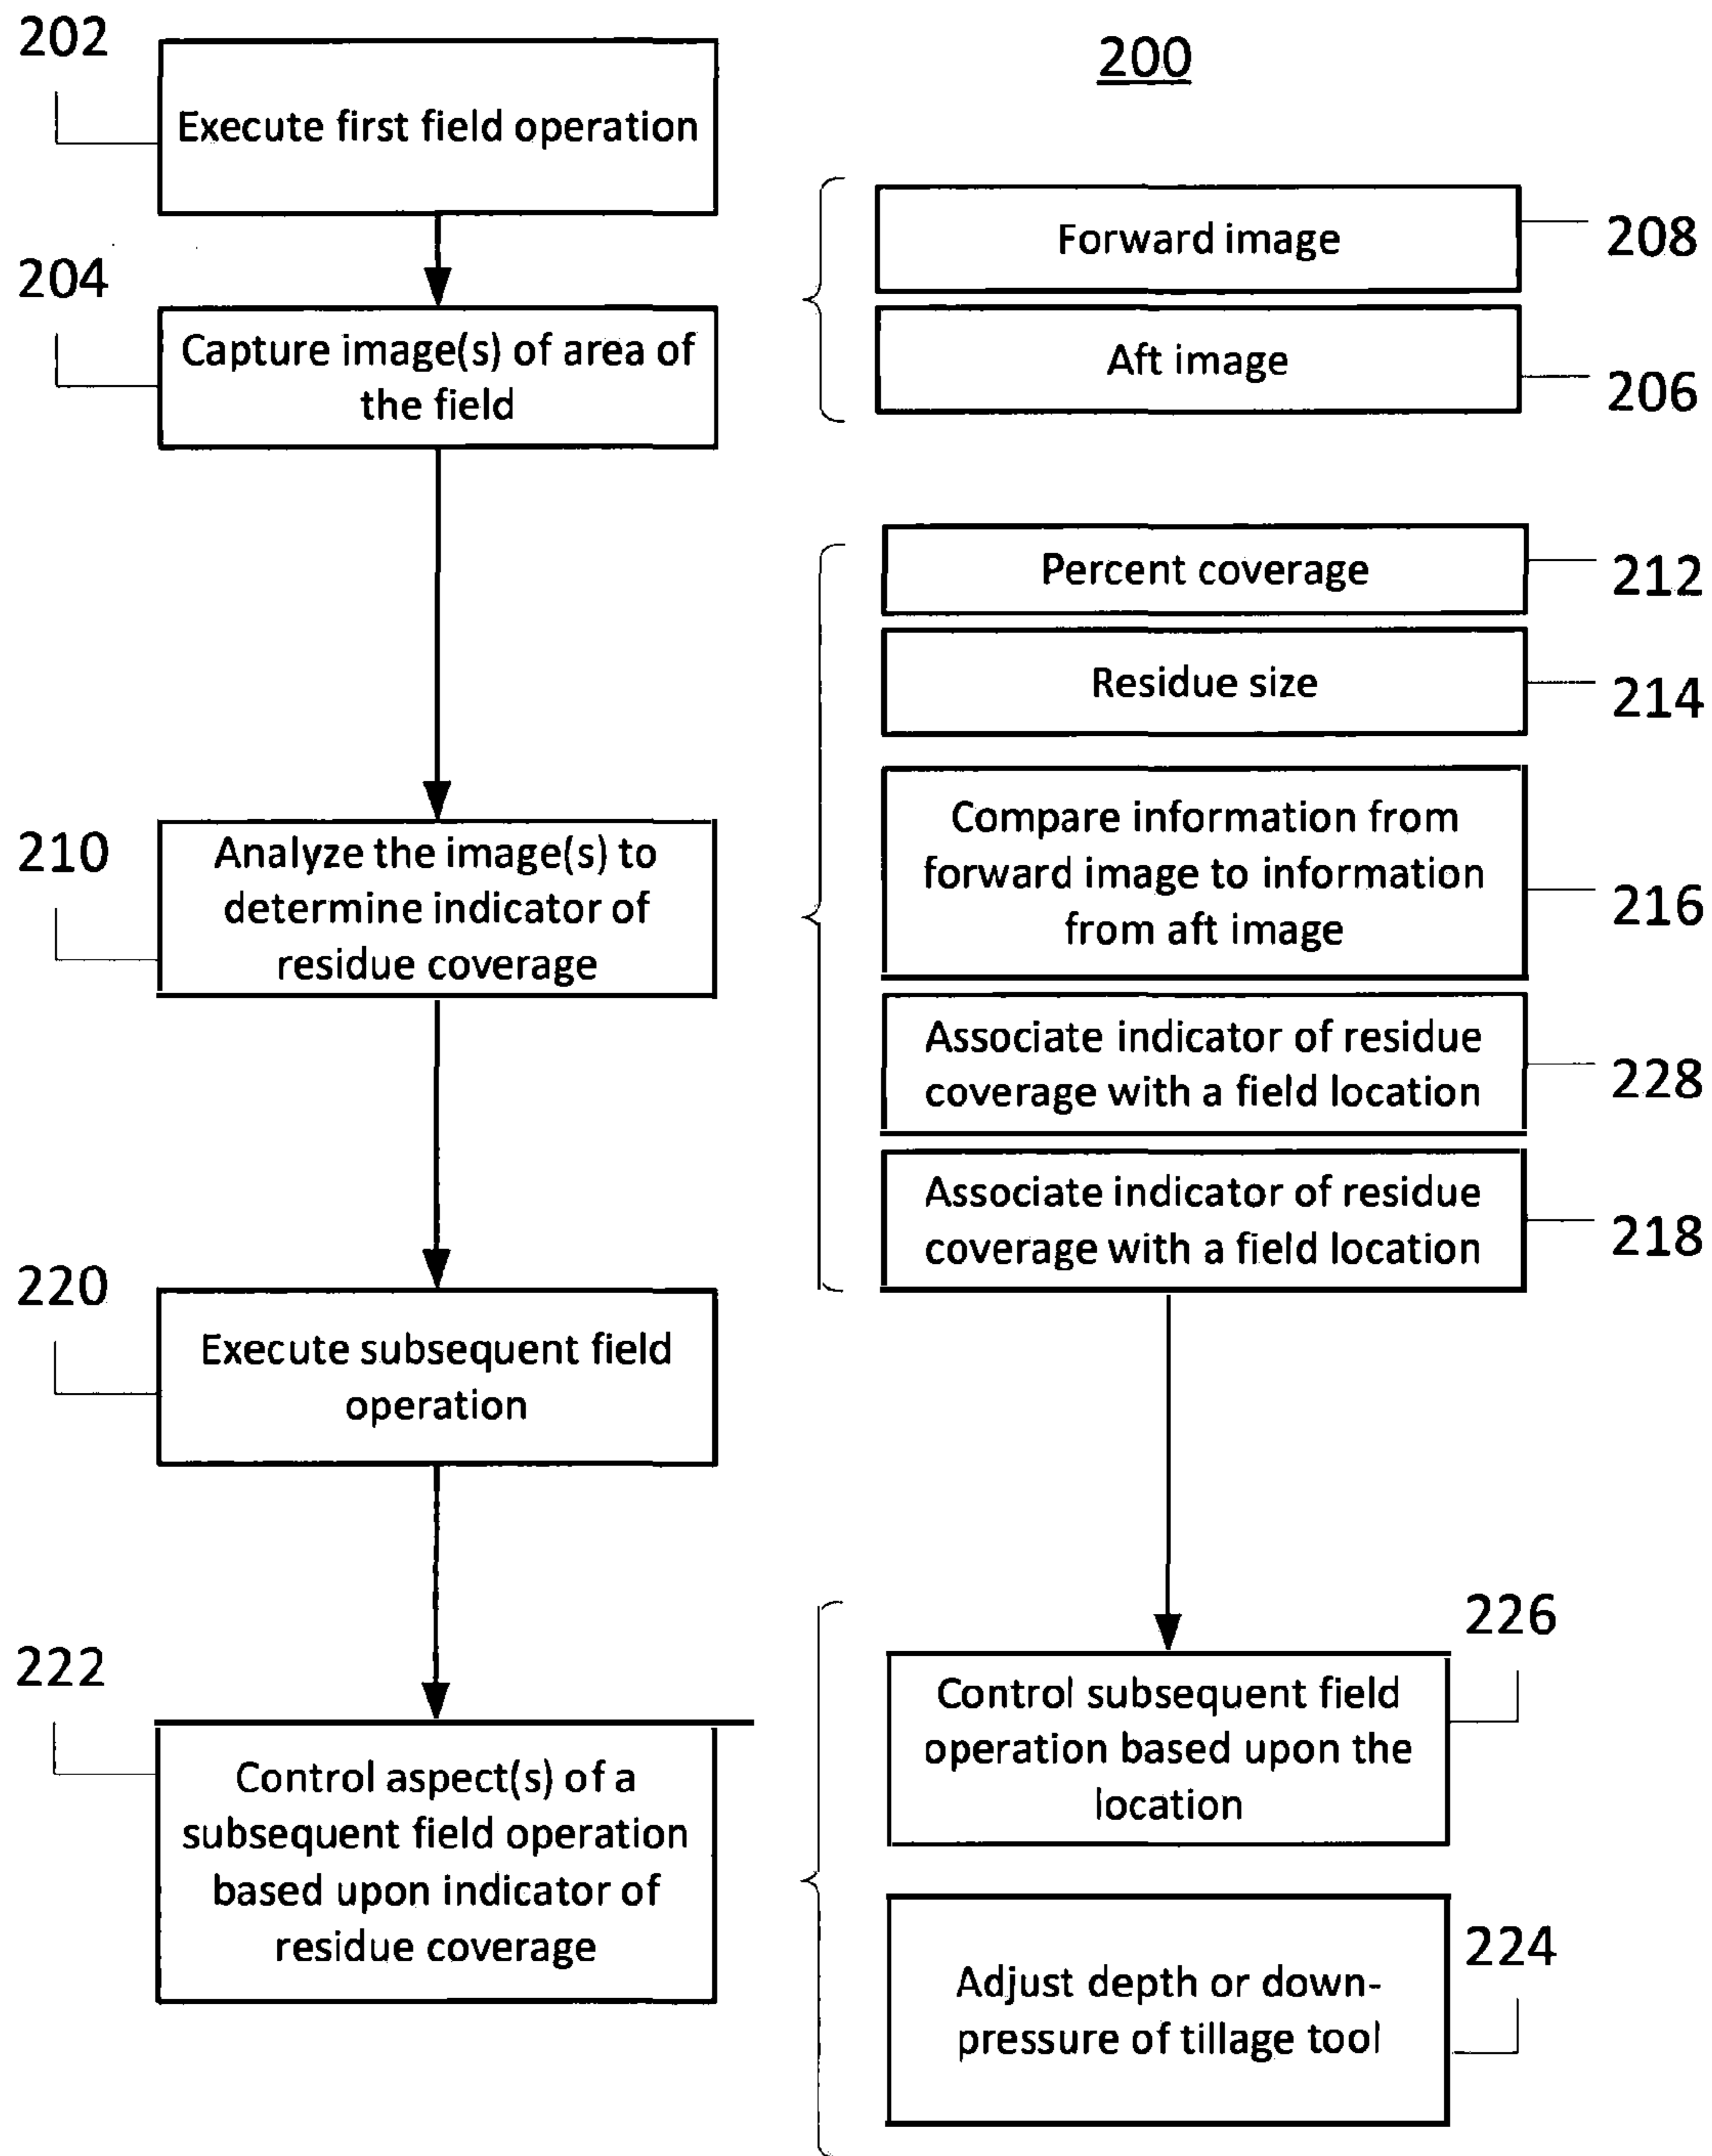 200
202
Execute first field operation
204
Capture image(s) of area of
the field
Forward image
208
Aft image
206
210
Analyze the image(s) to
determine indicator of
residue coverage
Percent coverage
212
Residue size
214
Compare information from
forward image to information
from aft image
216
Associate indicator of residue
coverage with a field location
228
Associate indicator of residue
coverage with a field location
218
220
Execute subsequent field
operation
222
Control aspect(s) of a
subsequent field operation
based upon indicator of
residue coverage
226
Control subsequent field
operation based upon the
location
224
Adjust depth or down-
pressure of tillage tool